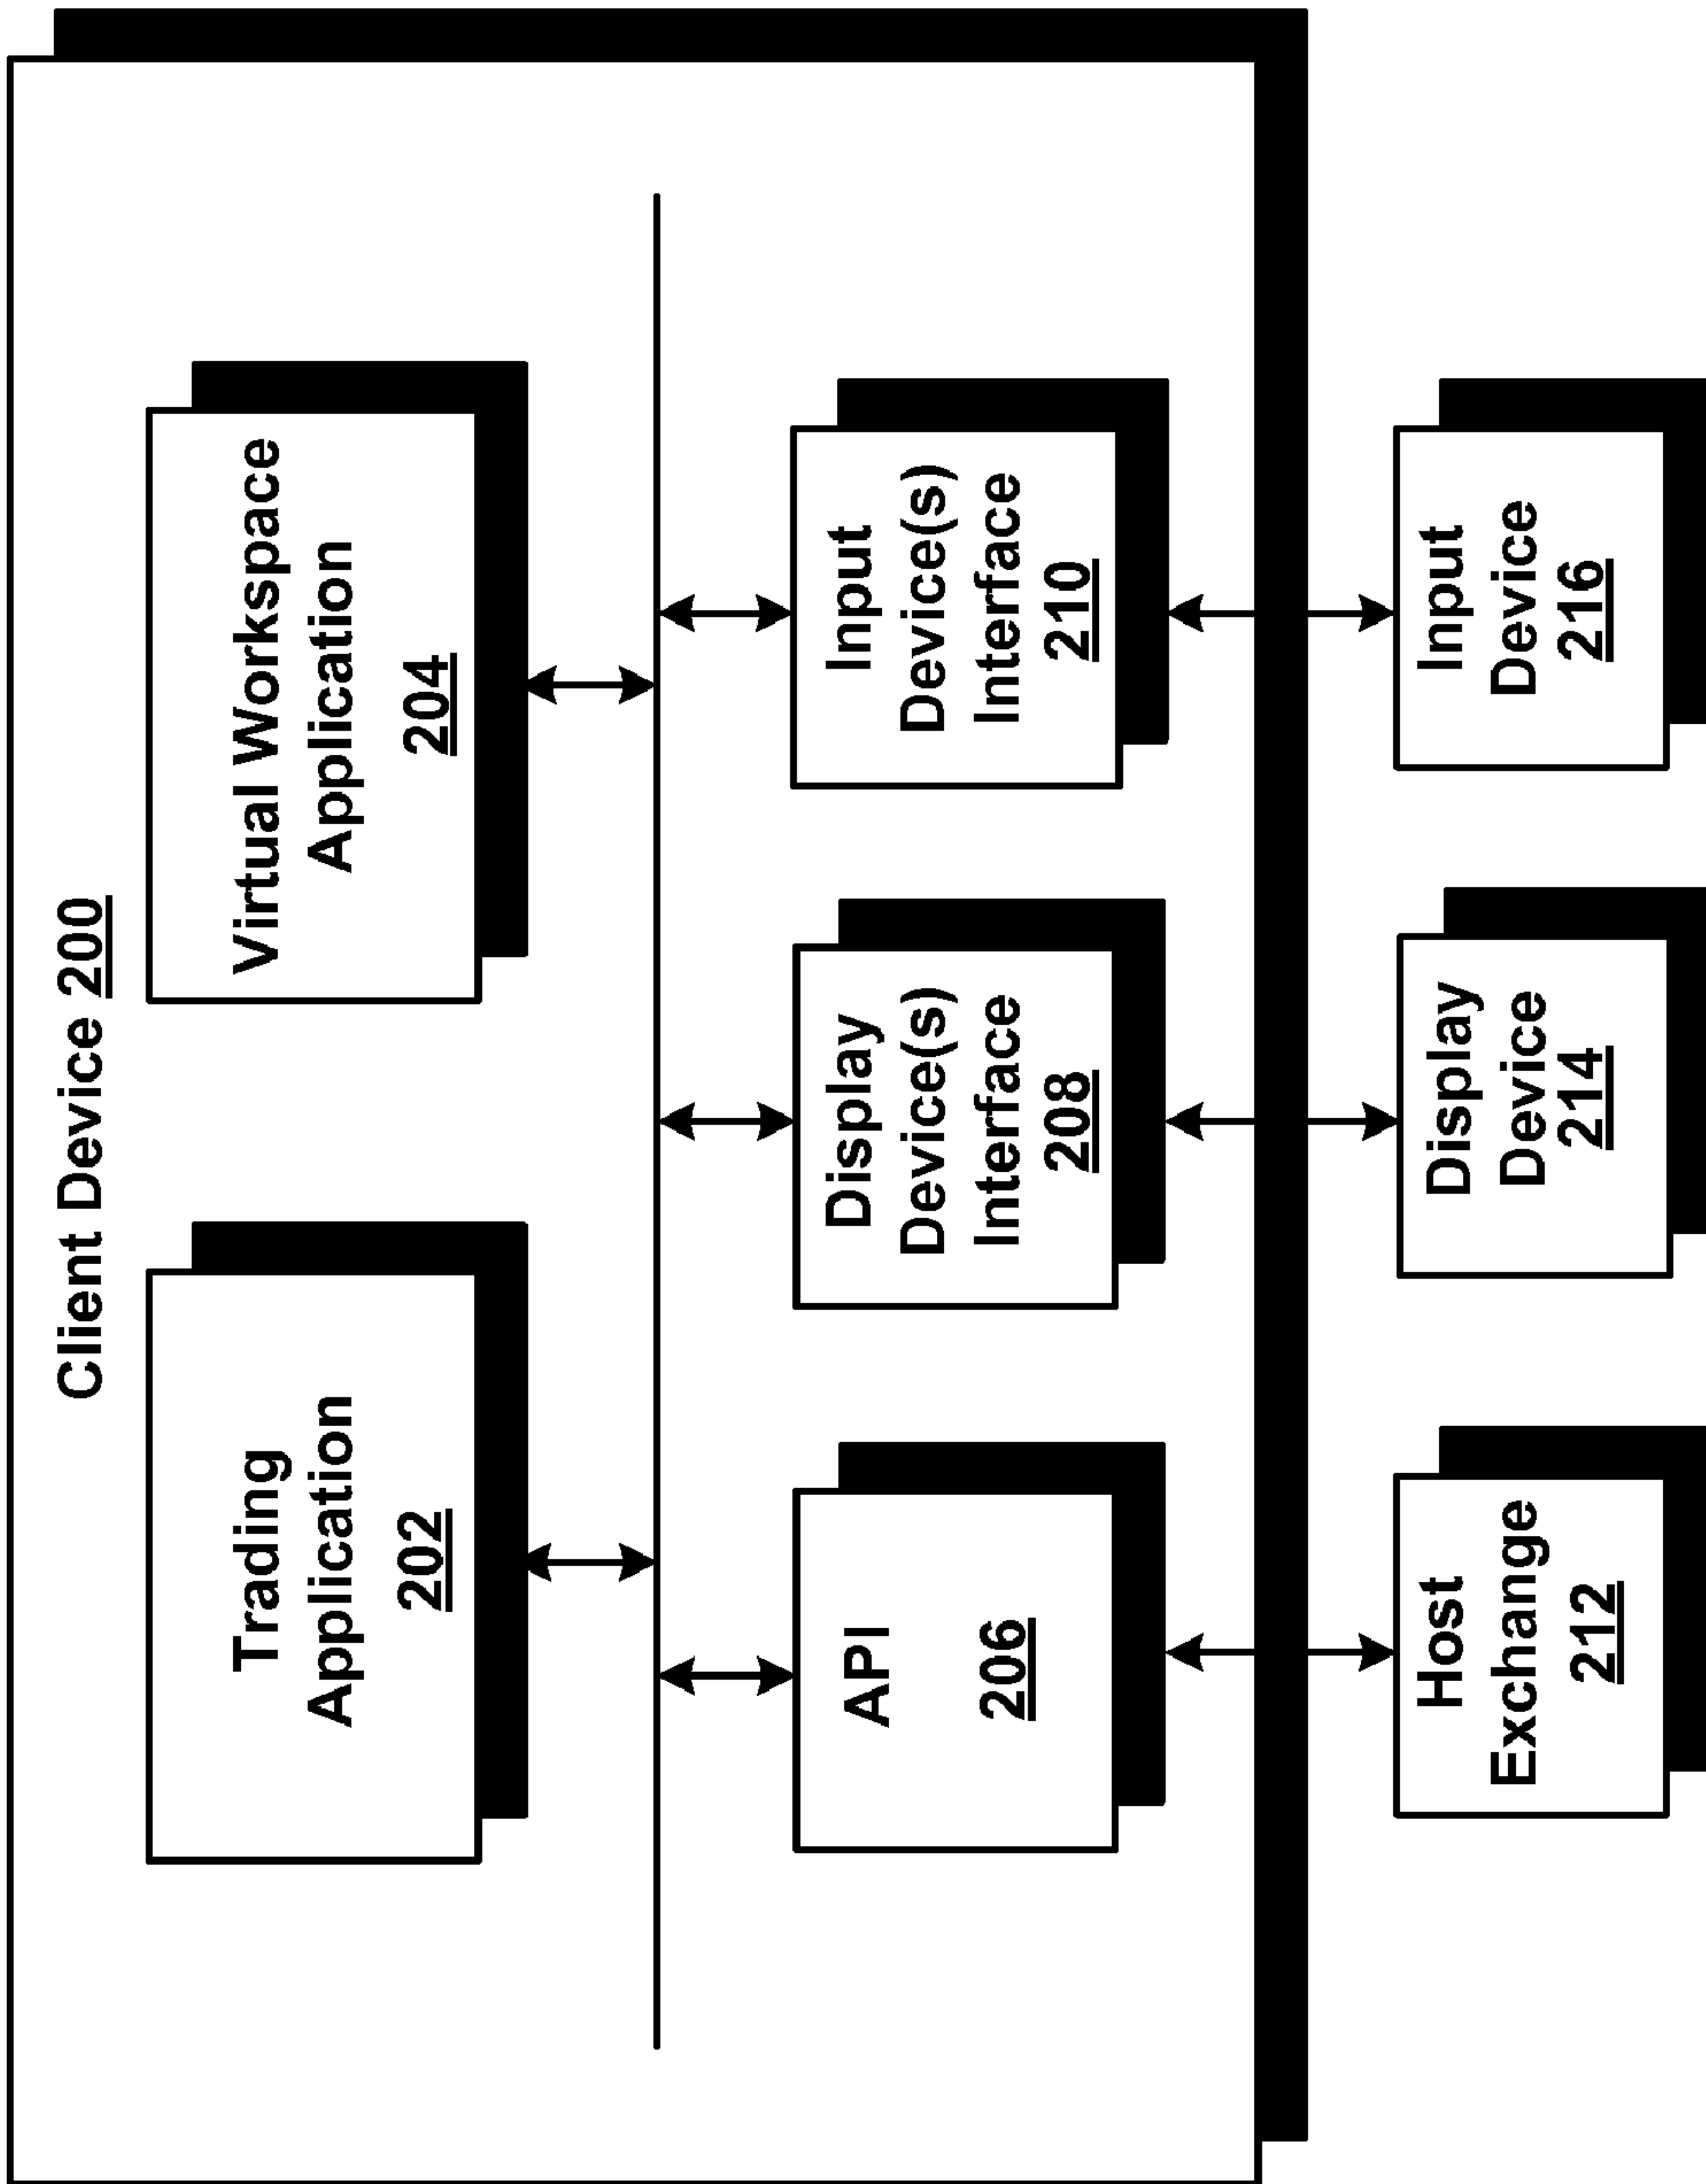 Client Device 200
Trading
Application
202
Virtual Workspace
Application
204
API
206
Display
Device(s)
Interface
208
Input
Device(s)
Interface
210
Host
Exchange
212
Display
Device
214
Input
Device
216